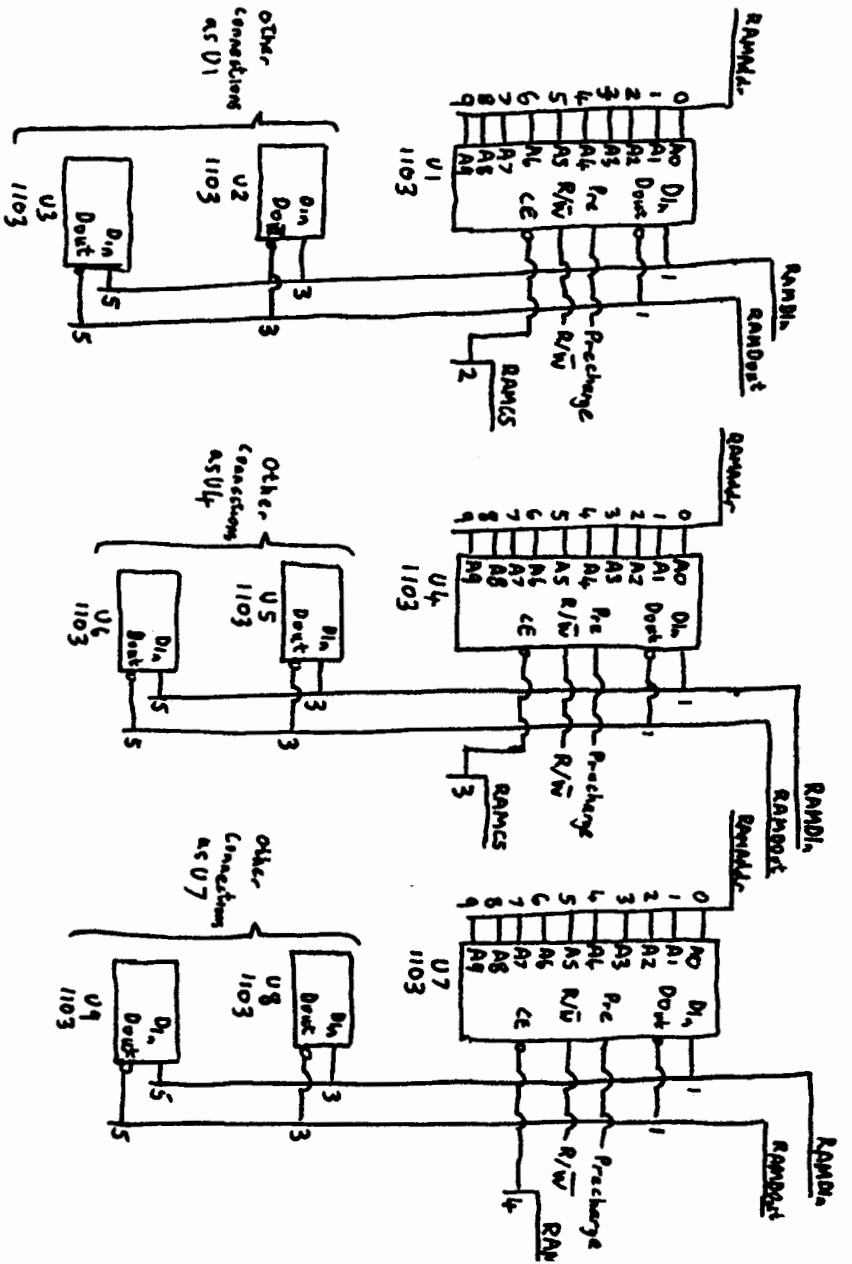 RAMAddr
0 A0 DIn 1
1 A1
2 A2 Dout 1
3 A3
4 A4 Pre Precharge
5 A5 R/W̅ R/W̅
6 A6
7 A7 CE
8 A8
9 A9
U1
1103
RAMDIn
RAMDout
2 RAMCS
DIn 3
Dout 3
U2
1103
DIn 5
Dout 5
U3
1103
Other
Connections
as U1
RAMAddr
0 A0 DIn 1
1 A1
2 A2 Dout 1
3 A3
4 A4 Pre Precharge
5 A5 R/W̅ R/W̅
6 A6
7 A7 CE
8 A8
9 A9
U4
1103
RAMDIn
RAMDout
3 RAMCS
DIn 3
Dout 3
U5
1103
DIn 5
Dout 5
U6
1103
Other
Connections
as U4
RAMAddr
0 A0 DIn 1
1 A1
2 A2 Dout 1
3 A3
4 A4 Pre Precharge
5 A5 R/W̅ R/W̅
6 A6
7 A7 CE
8 A8
9 A9
U7
1103
RAMDIn
RAMDout
4
DIn 3
Dout 3
U8
1103
DIn 5
Dout 5
U9
1103
Other
Connections
as U7